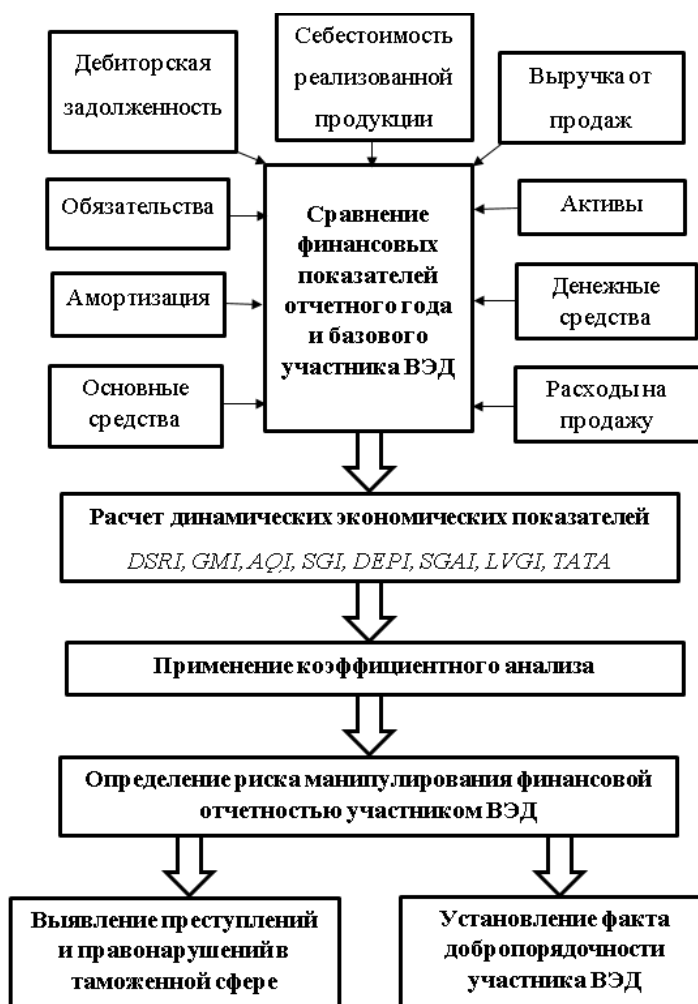 Дебиторская
задолженность
Себестоимость
реализованной
продукции
Выручка от
продаж
Обязательства
Сравнение
финансовых
показателей
отчетного года
и базового
участника ВЭД
Активы
Амортизация
Денежные
средства
Основные
средства
Расходы на
продажу
Расчет динамических экономических показателей
DSRI, GMI, AQI, SGI, DEPI, SGAI, LVGI, TATA
Применение коэффициентного анализа
Определение риска манипулирования финансовой
отчетностью участником ВЭД
Выявление преступлений
и правонарушений в
таможенной сфере
Установление факта
добропорядочности
участника ВЭД